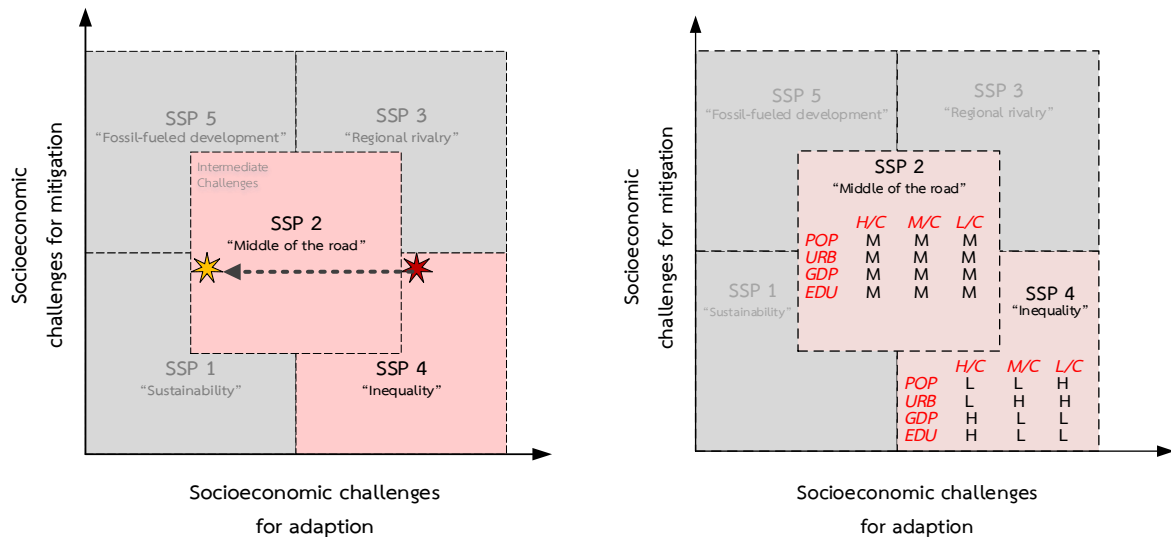 Socioeconomic
challenges for mitigation
SSP 5
“Fossil-fueled development”
SSP 3
“Regional rivalry”
Intermediate
Challenges
SSP 2
“Middle of the road”
SSP 1
“Sustainability”
SSP 4
“Inequality”
Socioeconomic challenges
for adaption
Socioeconomic
challenges for mitigation
SSP 5
“Fossil-fueled development”
SSP 3
“Regional rivalry”
SSP 2
“Middle of the road”
H/C M/C L/C
POP M M M
URB M M M
GDP M M M
EDU M M M
SSP 1
“Sustainability”
SSP 4
“Inequality”
H/C M/C L/C
POP L L H
URB L H H
GDP H L L
EDU H L L
Socioeconomic challenges
for adaption